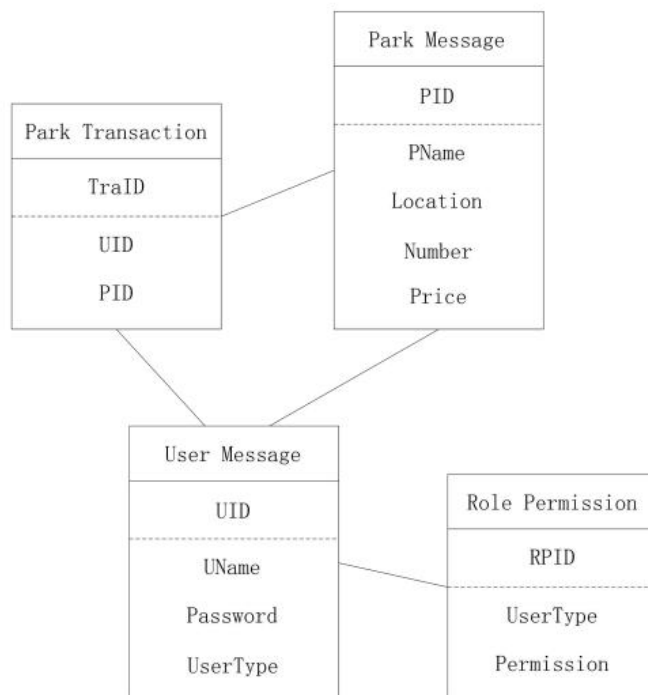 Park Message
PID
PName
Location
Number
Price
Park Transaction
TraID
UID
PID
User Message
UID
UName
Password
UserType
Role Permission
RPID
UserType
Permission